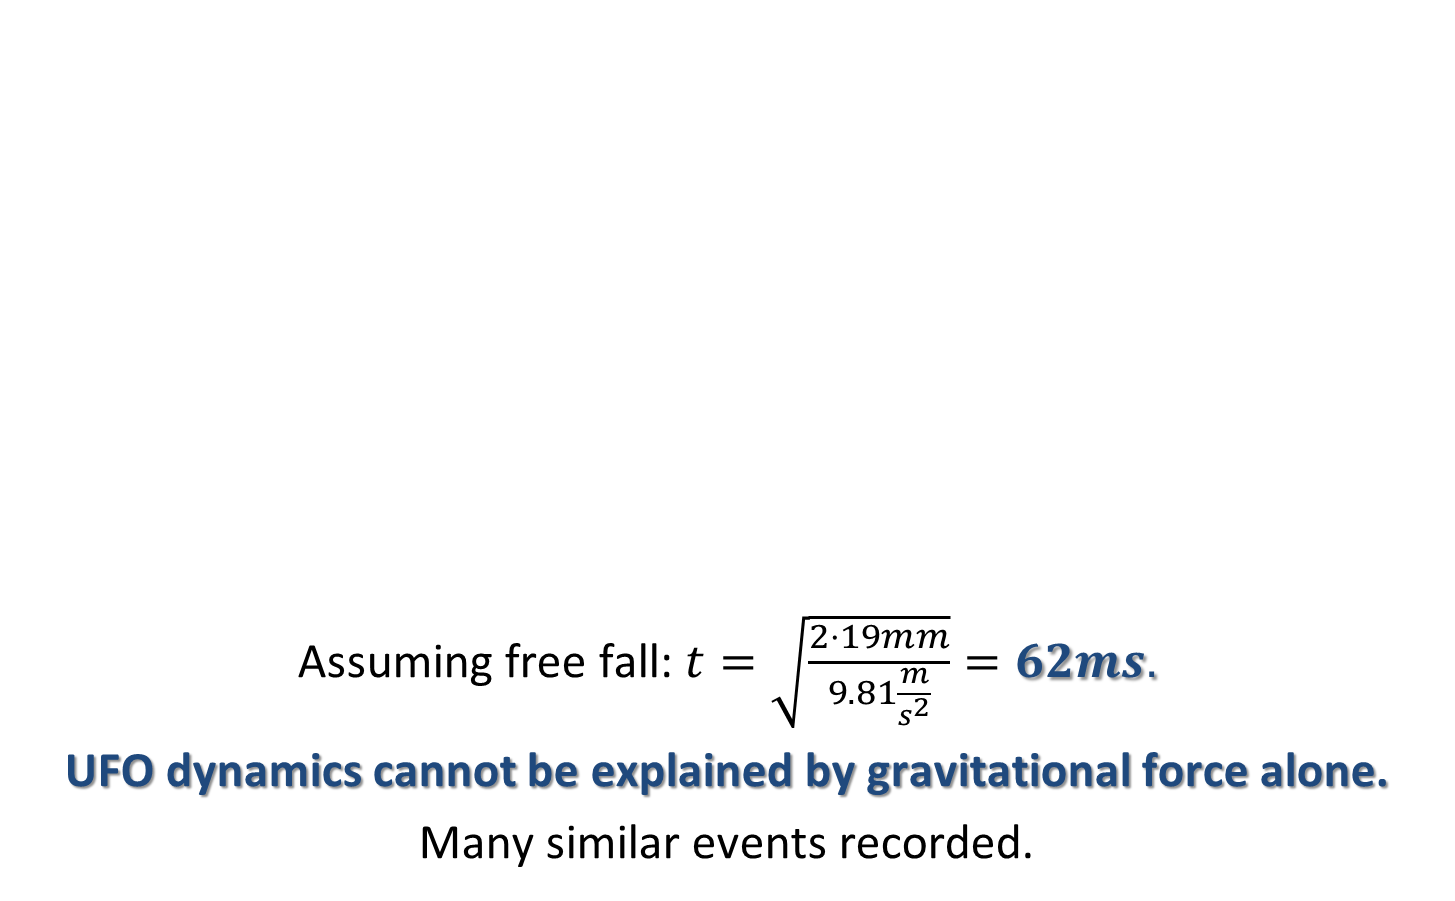 Assuming free fall: t = √(2·19mm / 9.81 m/s²) = 62ms.
UFO dynamics cannot be explained by gravitational force alone.
Many similar events recorded.